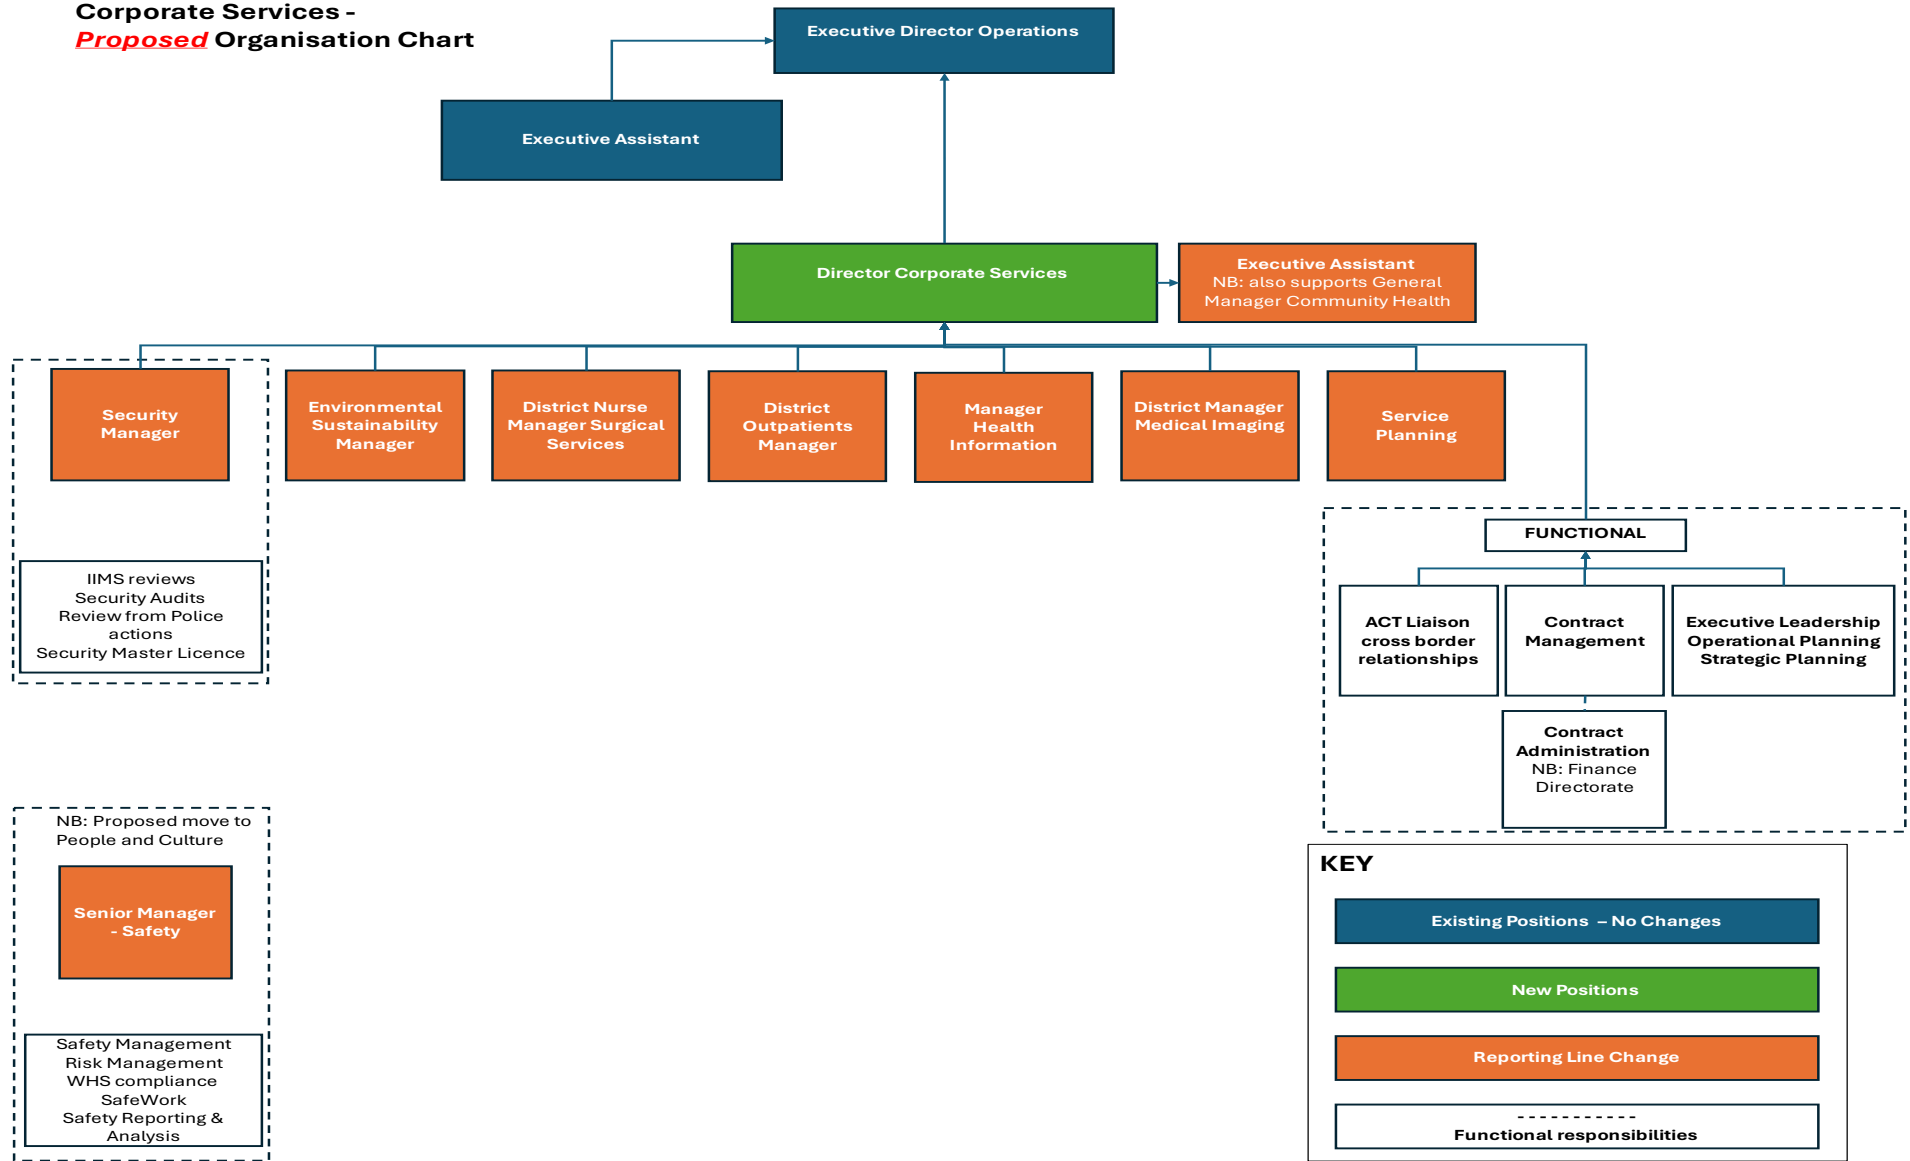 Corporate Services -
Proposed Organisation Chart
Executive Director Operations
Executive Assistant
Director Corporate Services
Executive Assistant
NB: also supports General
Manager Community Health
Security
Manager
Environmental
Sustainability
Manager
District Nurse
Manager Surgical
Services
District
Outpatients
Manager
Manager
Health
Information
District Manager
Medical Imaging
Service
Planning
IIMS reviews
Security Audits
Review from Police
actions
Security Master Licence
FUNCTIONAL
ACT Liaison
cross border
relationships
Contract
Management
Executive Leadership
Operational Planning
Strategic Planning
Contract
Administration
NB: Finance
Directorate
NB: Proposed move to
People and Culture
Senior Manager
- Safety
Safety Management
Risk Management
WHS compliance
SafeWork
Safety Reporting &
Analysis
KEY
Existing Positions – No Changes
New Positions
Reporting Line Change
Functional responsibilities